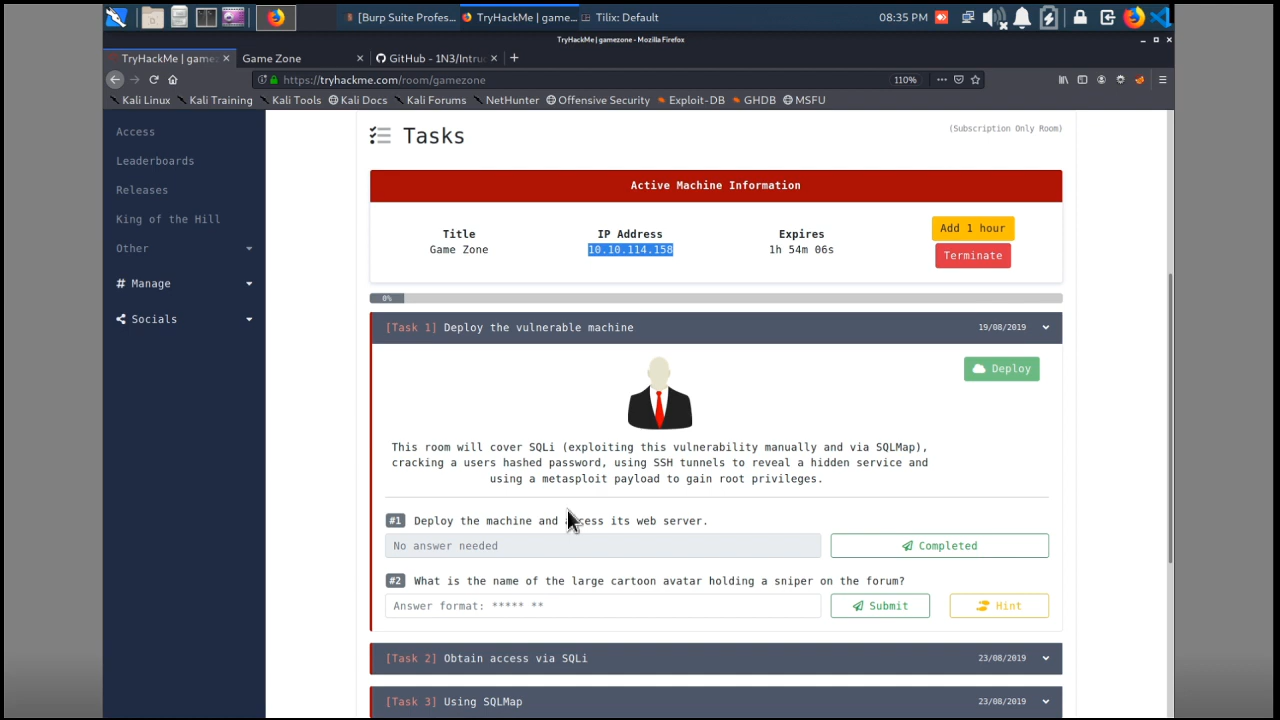 [Burp Suite Profes...
TryHackMe | game...
Tilix: Default
08:35 PM
TryHackMe | gamezone - Mozilla Firefox
TryHackMe | game
Game Zone
GitHub - 1N3/Intru
https://tryhackme.com/room/gamezone
110%
Kali Linux
Kali Training
Kali Tools
Kali Docs
Kali Forums
NetHunter
Offensive Security
Exploit-DB
GHDB
MSFU
Access
Leaderboards
Releases
King of the Hill
Other
# Manage
Socials
Tasks
(Subscription Only Room)
Active Machine Information
Title
IP Address
Expires
Game Zone
10.10.114.158
1h 54m 06s
Add 1 hour
Terminate
0%
[Task 1] Deploy the vulnerable machine
19/08/2019
Deploy
This room will cover SQLi (exploiting this vulnerability manually and via SQLMap),
cracking a users hashed password, using SSH tunnels to reveal a hidden service and
using a metasploit payload to gain root privileges.
#1 Deploy the machine and access its web server.
No answer needed
Completed
#2 What is the name of the large cartoon avatar holding a sniper on the forum?
Answer format: ***** **
Submit
Hint
[Task 2] Obtain access via SQLi
23/08/2019
[Task 3] Using SQLMap
23/08/2019